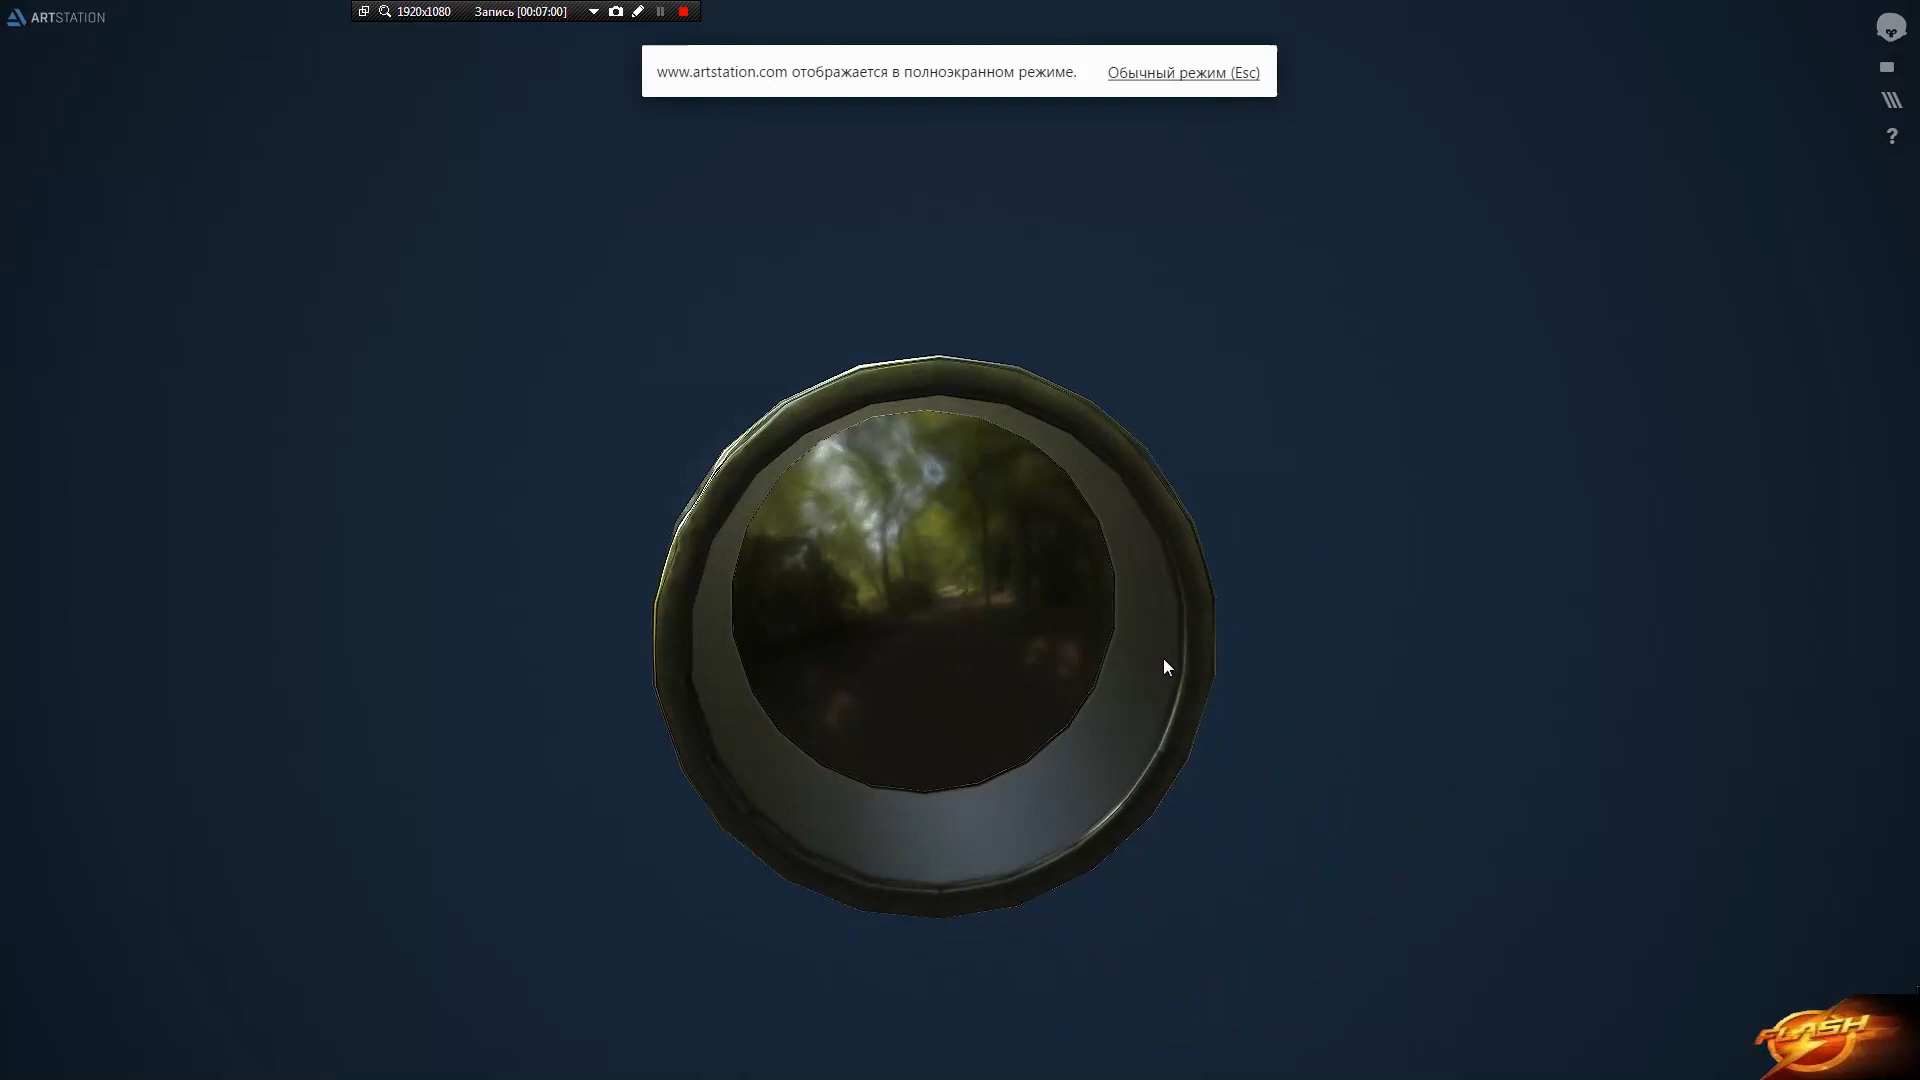 ARTSTATION
1920x1080 Запись [00:07:00]
www.artstation.com отображается в полноэкранном режиме. Обычный режим (Esc)
?
FLASH